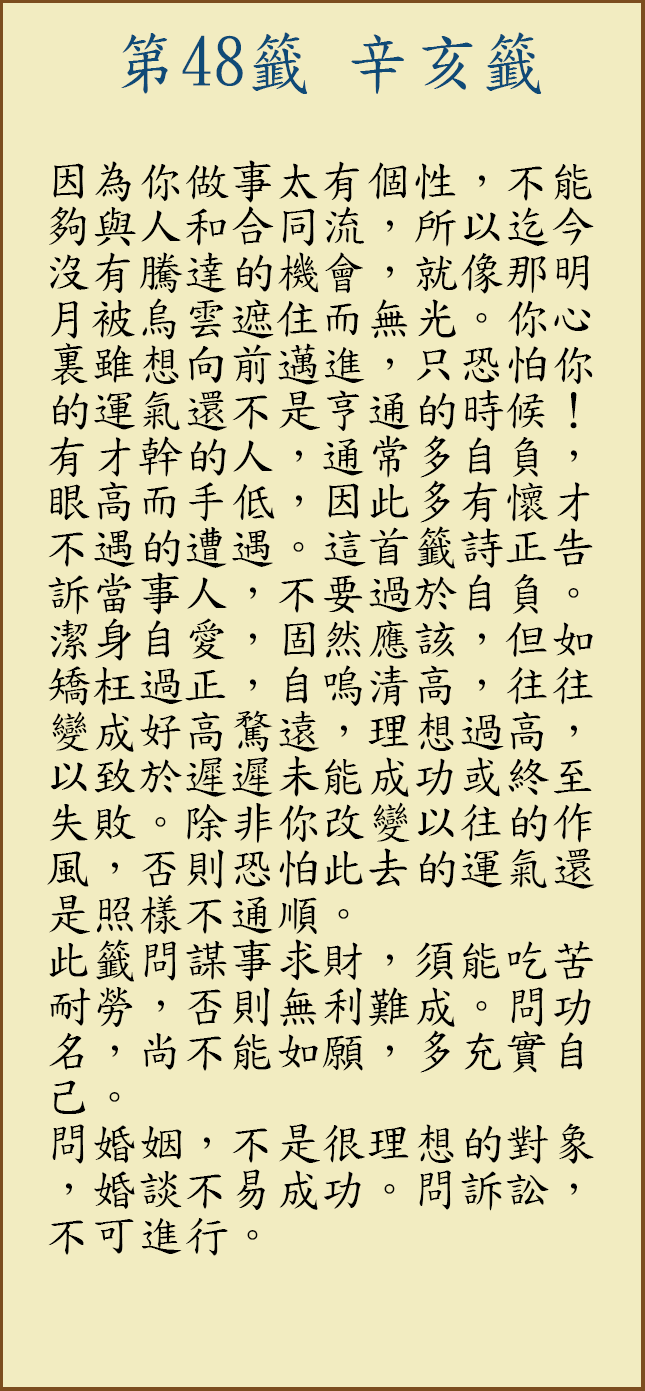 第48籤 辛亥籤
因為你做事太有個性，不能
夠與人和合同流，所以迄今
沒有騰達的機會，就像那明
月被烏雲遮住而無光。你心
裏雖想向前邁進，只恐怕你
的運氣還不是亨通的時候！
有才幹的人，通常多自負，
眼高而手低，因此多有懷才
不遇的遭遇。這首籤詩正告
訴當事人，不要過於自負。
潔身自愛，固然應該，但如
矯枉過正，自鳴清高，往往
變成好高騖遠，理想過高，
以致於遲遲未能成功或終至
失敗。除非你改變以往的作
風，否則恐怕此去的運氣還
是照樣不通順。
此籤問謀事求財，須能吃苦
耐勞，否則無利難成。問功
名，尚不能如願，多充實自
己。
問婚姻，不是很理想的對象
，婚談不易成功。問訴訟，
不可進行。